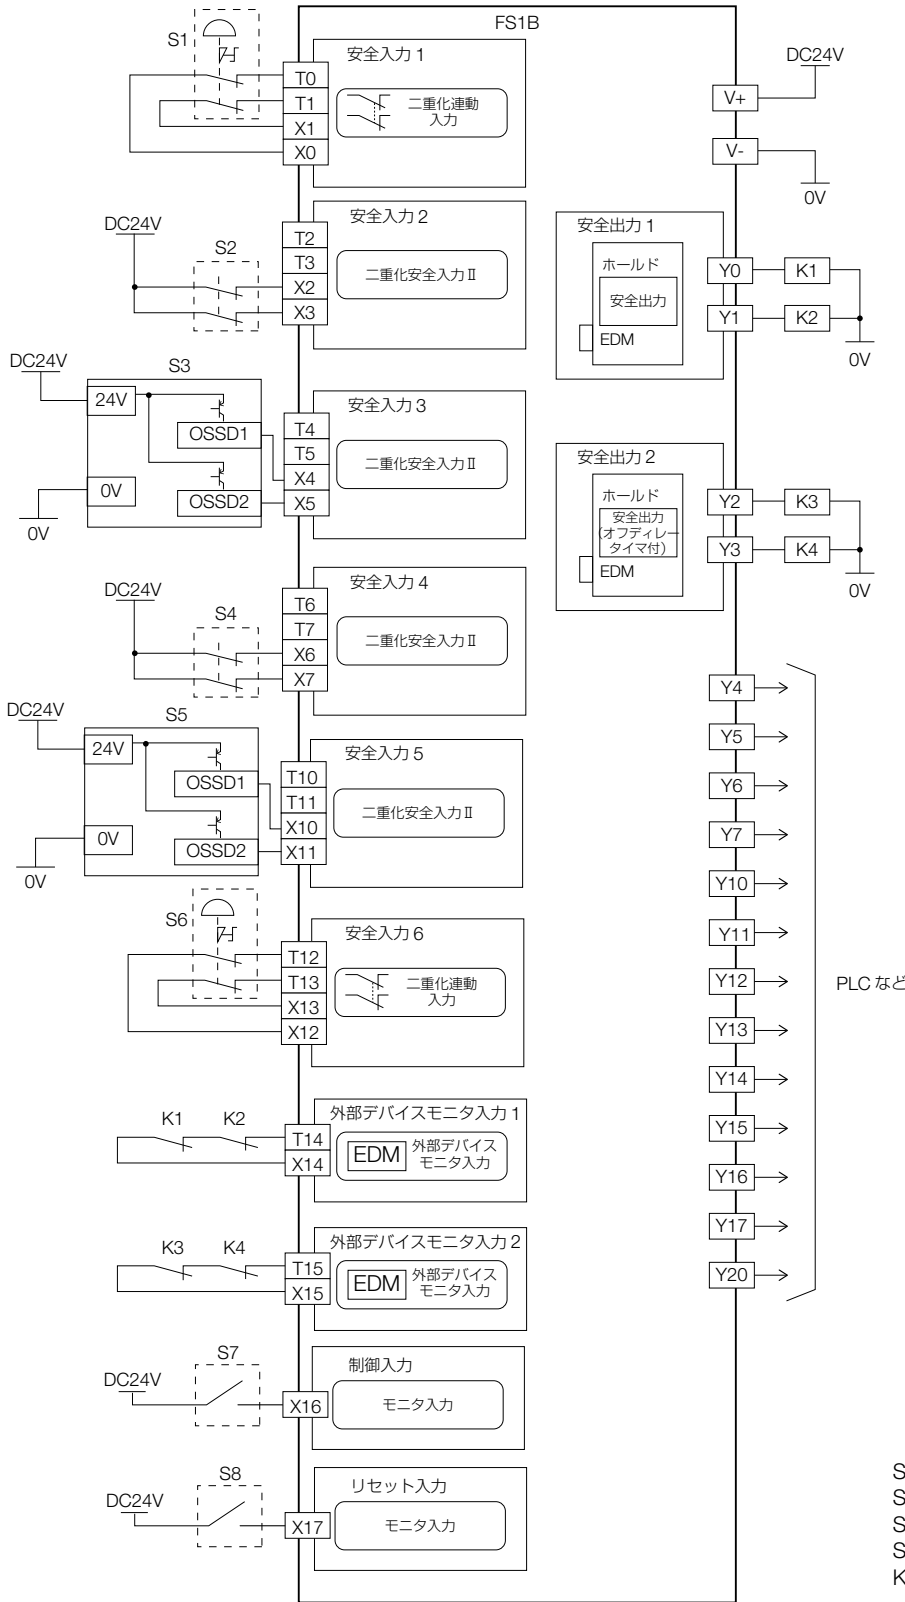 FS1B
S1
安全入力 1
T0
T1
X1
X0
二重化連動
入力
DC24V
V+
V-
0V
DC24V
S2
安全入力 2
T2
T3
X2
X3
二重化安全入力 Ⅱ
安全出力 1
ホールド
安全出力
EDM
Y0
K1
Y1
K2
0V
DC24V
S3
24V
OSSD1
0V
OSSD2
0V
安全入力 3
T4
T5
X4
X5
二重化安全入力 Ⅱ
安全出力 2
ホールド
安全出力
(オフディレー
タイマ付)
EDM
Y2
K3
Y3
K4
0V
DC24V
S4
安全入力 4
T6
T7
X6
X7
二重化安全入力 Ⅱ
DC24V
S5
24V
OSSD1
0V
OSSD2
0V
安全入力 5
T10
T11
X10
X11
二重化安全入力 Ⅱ
S6
安全入力 6
T12
T13
X13
X12
二重化連動
入力
Y4
Y5
Y6
Y7
Y10
Y11
Y12
Y13
Y14
Y15
Y16
Y17
Y20
PLC など
K1
K2
外部デバイスモニタ入力 1
T14
X14
EDM
外部デバイス
モニタ入力
K3
K4
外部デバイスモニタ入力 2
T15
X15
EDM
外部デバイス
モニタ入力
S7
DC24V
制御入力
X16
モニタ入力
S8
DC24V
リセット入力
X17
モニタ入力
S
S
S
S
K